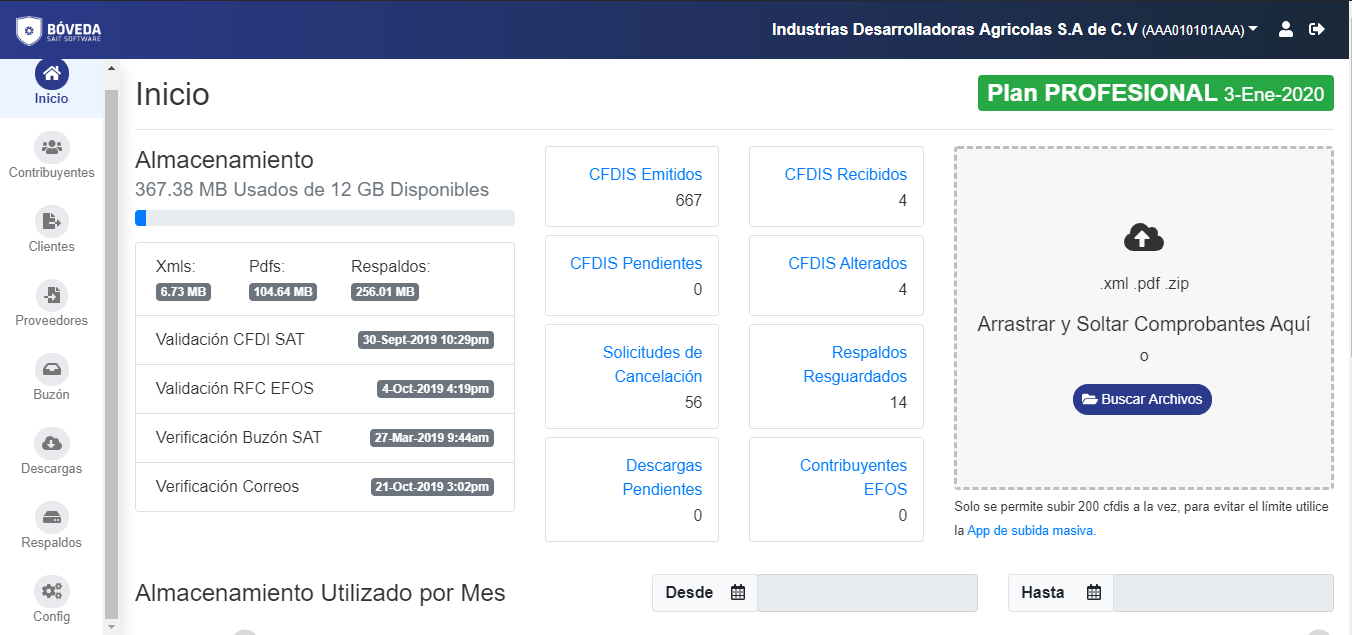 BÓVEDA
SAIT SOFTWARE
Industrias Desarrolladoras Agricolas S.A de C.V (AAA010101AAA)
Inicio
Contribuyentes
Clientes
Proveedores
Buzón
Descargas
Respaldos
Config
Inicio
Plan PROFESIONAL 3-Ene-2020
Almacenamiento
367.38 MB Usados de 12 GB Disponibles
Xmls: Pdfs: Respaldos:
6.73 MB 104.64 MB 256.01 MB
Validación CFDI SAT 30-Sept-2019 10:29pm
Validación RFC EFOS 4-Oct-2019 4:19pm
Verificación Buzón SAT 27-Mar-2019 9:44am
Verificación Correos 21-Oct-2019 3:02pm
CFDIS Emitidos
667
CFDIS Recibidos
4
CFDIS Pendientes
0
CFDIS Alterados
4
Solicitudes de
Cancelación
56
Respaldos
Resguardados
14
Descargas
Pendientes
0
Contribuyentes
EFOS
0
.xml .pdf .zip
Arrastrar y Soltar Comprobantes Aquí
o
Buscar Archivos
Solo se permite subir 200 cfdis a la vez, para evitar el límite utilice
la App de subida masiva.
Almacenamiento Utilizado por Mes
Desde
Hasta